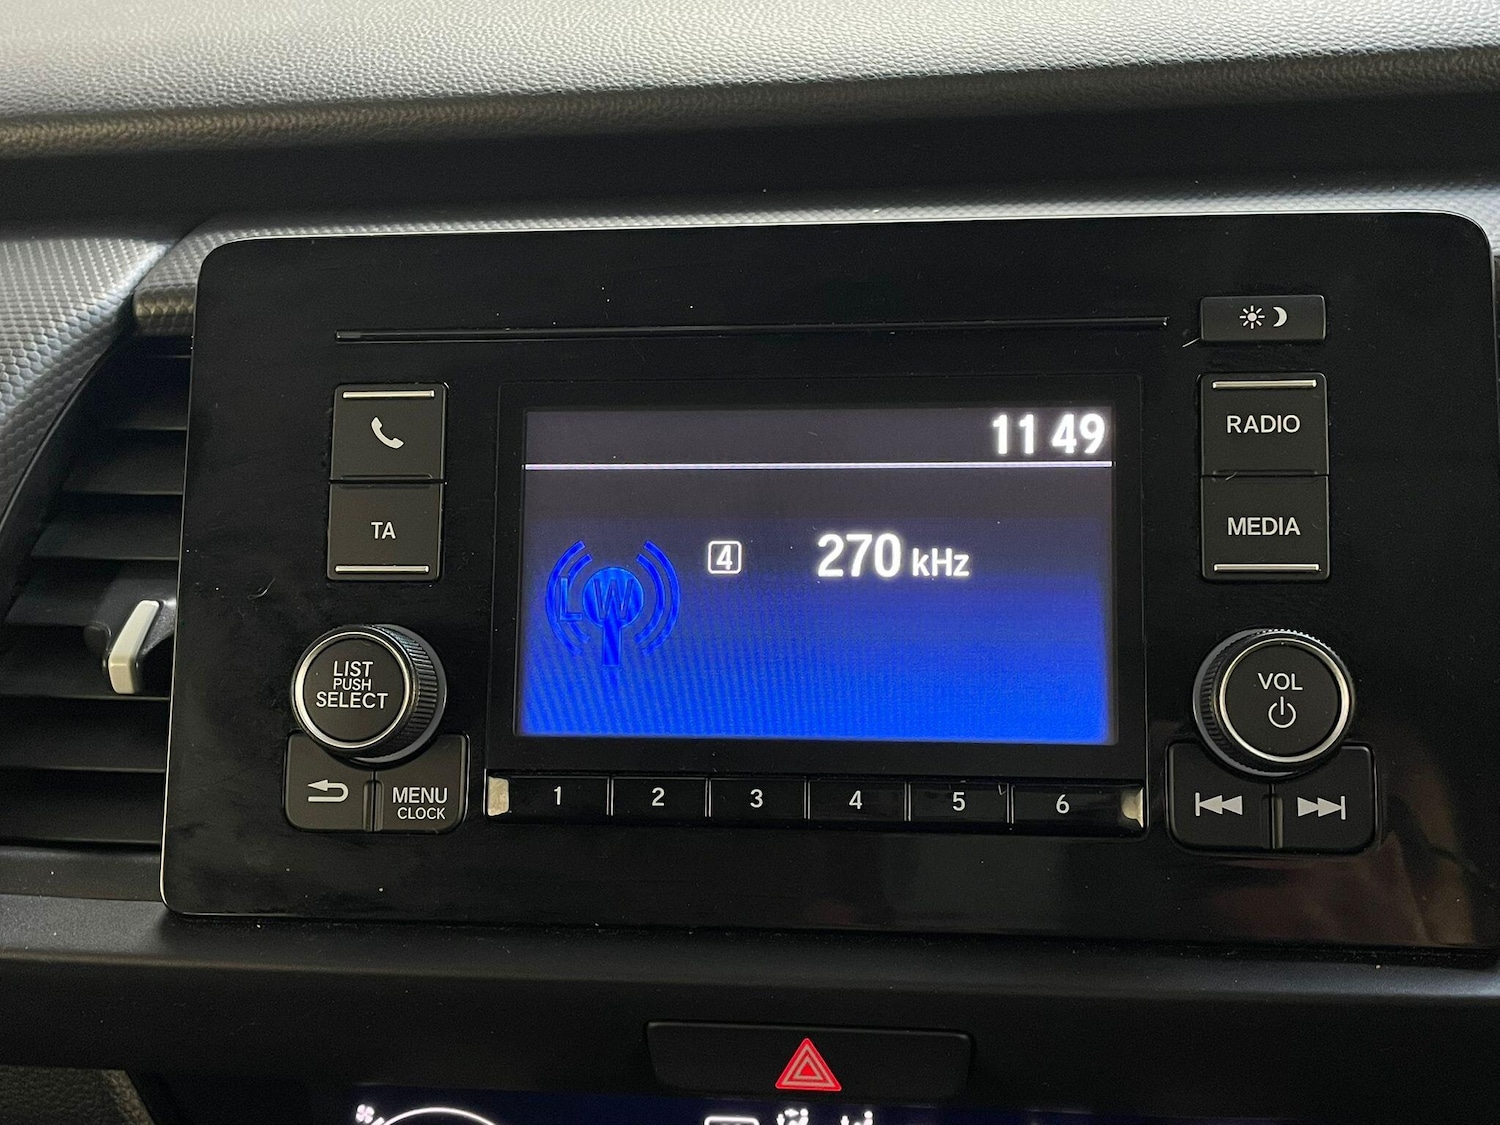 11 49
RADIO
TA
MEDIA
4 270 kHz
LW
LIST
PUSH
SELECT
VOL
MENU
CLOCK
1 2 3 4 5 6